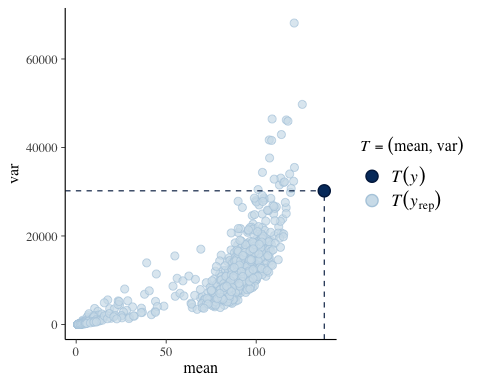 60000
40000
20000
0
var
0
50
100
mean
T = (mean, var)
T(y)
T(y_rep)